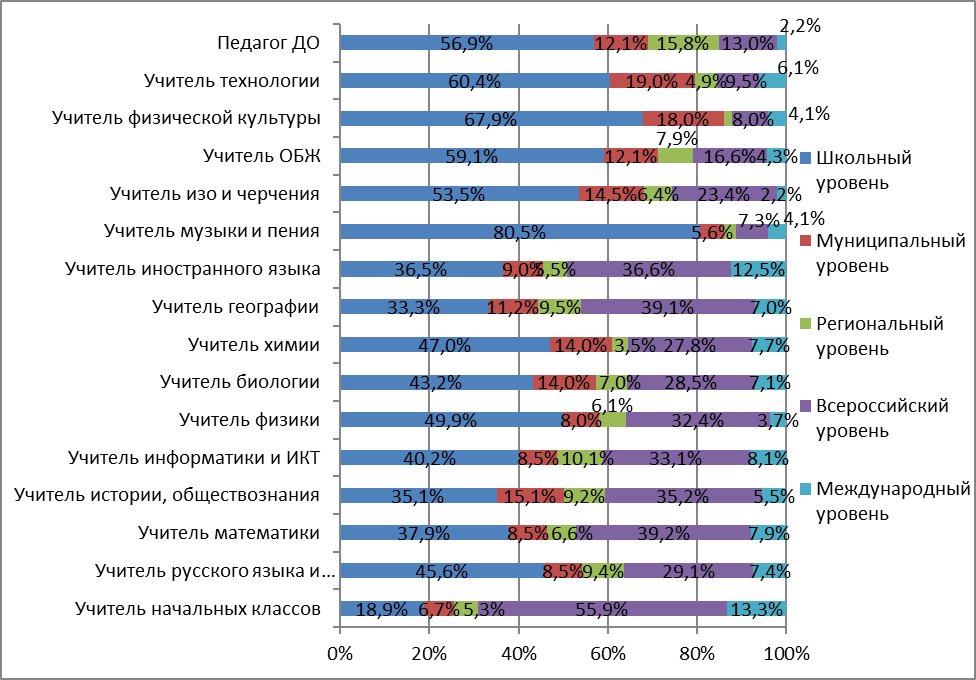 2,2%
Педагог ДО 56,9% 12,1% 15,8% 13,0%
6,1%
Учитель технологии 60,4% 19,0% 4,9% 9,5%
Учитель физической культуры 67,9% 18,0% 8,0% 4,1%
7,9%
Учитель ОБЖ 59,1% 12,1% 16,6% 4,3%
Учитель изо и черчения 53,5% 14,5% 6,4% 23,4% 2,2%
7,3% 4,1%
Учитель музыки и пения 80,5% 5,6%
Учитель иностранного языка 36,5% 9,0% 5,5% 36,6% 12,5%
Учитель географии 33,3% 11,2% 9,5% 39,1% 7,0%
Учитель химии 47,0% 14,0% 3,5% 27,8% 7,7%
Учитель биологии 43,2% 14,0% 7,0% 28,5% 7,1%
6,1%
Учитель физики 49,9% 8,0% 32,4% 3,7%
Учитель информатики и ИКТ 40,2% 8,5% 10,1% 33,1% 8,1%
Учитель истории, обществознания 35,1% 15,1% 9,2% 35,2% 5,5%
Учитель математики 37,9% 8,5% 6,6% 39,2% 7,9%
Учитель русского языка и... 45,6% 8,5% 9,4% 29,1% 7,4%
Учитель начальных классов 18,9% 6,7% 5,3% 55,9% 13,3%
0% 20% 40% 60% 80% 100%
Школьный
уровень
Муниципальный
уровень
Региональный
уровень
Всероссийский
уровень
Международный
уровень